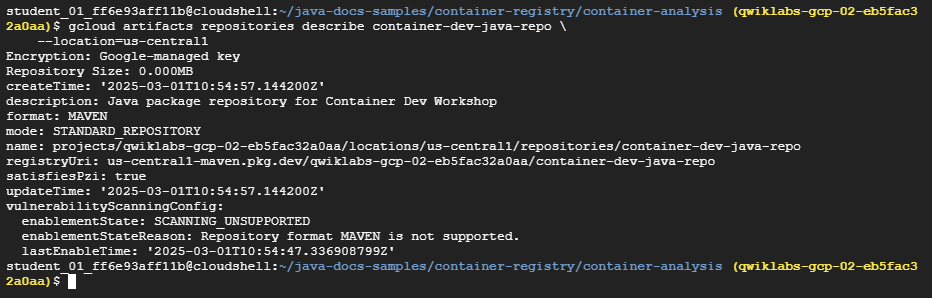 student_01_ff6e93aff11b@cloudshell:~/java-docs-samples/container-registry/container-analysis (qwiklabs-gcp-02-eb5fac3
2a0aa)$ gcloud artifacts repositories describe container-dev-java-repo \
    --location=us-central1
Encryption: Google-managed key
Repository Size: 0.000MB
createTime: '2025-03-01T10:54:57.144200Z'
description: Java package repository for Container Dev Workshop
format: MAVEN
mode: STANDARD_REPOSITORY
name: projects/qwiklabs-gcp-02-eb5fac32a0aa/locations/us-central1/repositories/container-dev-java-repo
registryUri: us-central1-maven.pkg.dev/qwiklabs-gcp-02-eb5fac32a0aa/container-dev-java-repo
satisfiesPzi: true
updateTime: '2025-03-01T10:54:57.144200Z'
vulnerabilityScanningConfig:
  enablementState: SCANNING_UNSUPPORTED
  enablementStateReason: Repository format MAVEN is not supported.
  lastEnableTime: '2025-03-01T10:54:47.336908799Z'
student_01_ff6e93aff11b@cloudshell:~/java-docs-samples/container-registry/container-analysis (qwiklabs-gcp-02-eb5fac3
2a0aa)$